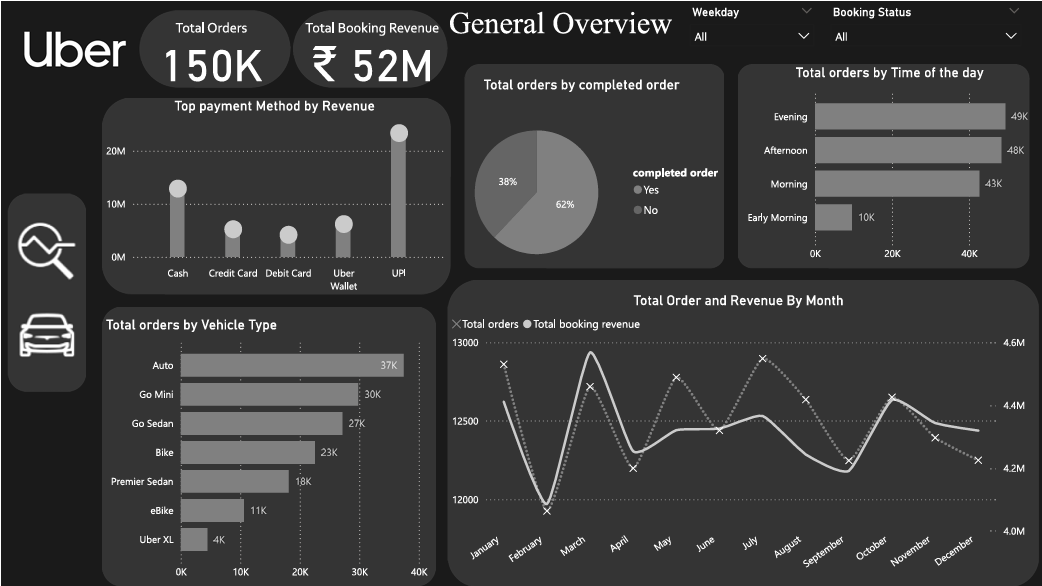 Uber
Total Orders
150K
Total Booking Revenue
₹ 52M
General Overview
Weekday
All
Booking Status
All
Top payment Method by Revenue
20M
10M
0M
Cash
Credit Card
Debit Card
Uber
Wallet
UPI
Total orders by completed order
38%
62%
completed order
Yes
No
Total orders by Time of the day
Evening
49K
Afternoon
48K
Morning
43K
Early Morning
10K
0K
20K
40K
Total orders by Vehicle Type
Auto
37K
Go Mini
30K
Go Sedan
27K
Bike
23K
Premier Sedan
18K
eBike
11K
Uber XL
4K
0K
10K
20K
30K
40K
Total Order and Revenue By Month
Total orders
Total booking revenue
13000
12500
12000
4.6M
4.4M
4.2M
4.0M
January
February
March
April
May
June
July
August
September
October
November
December